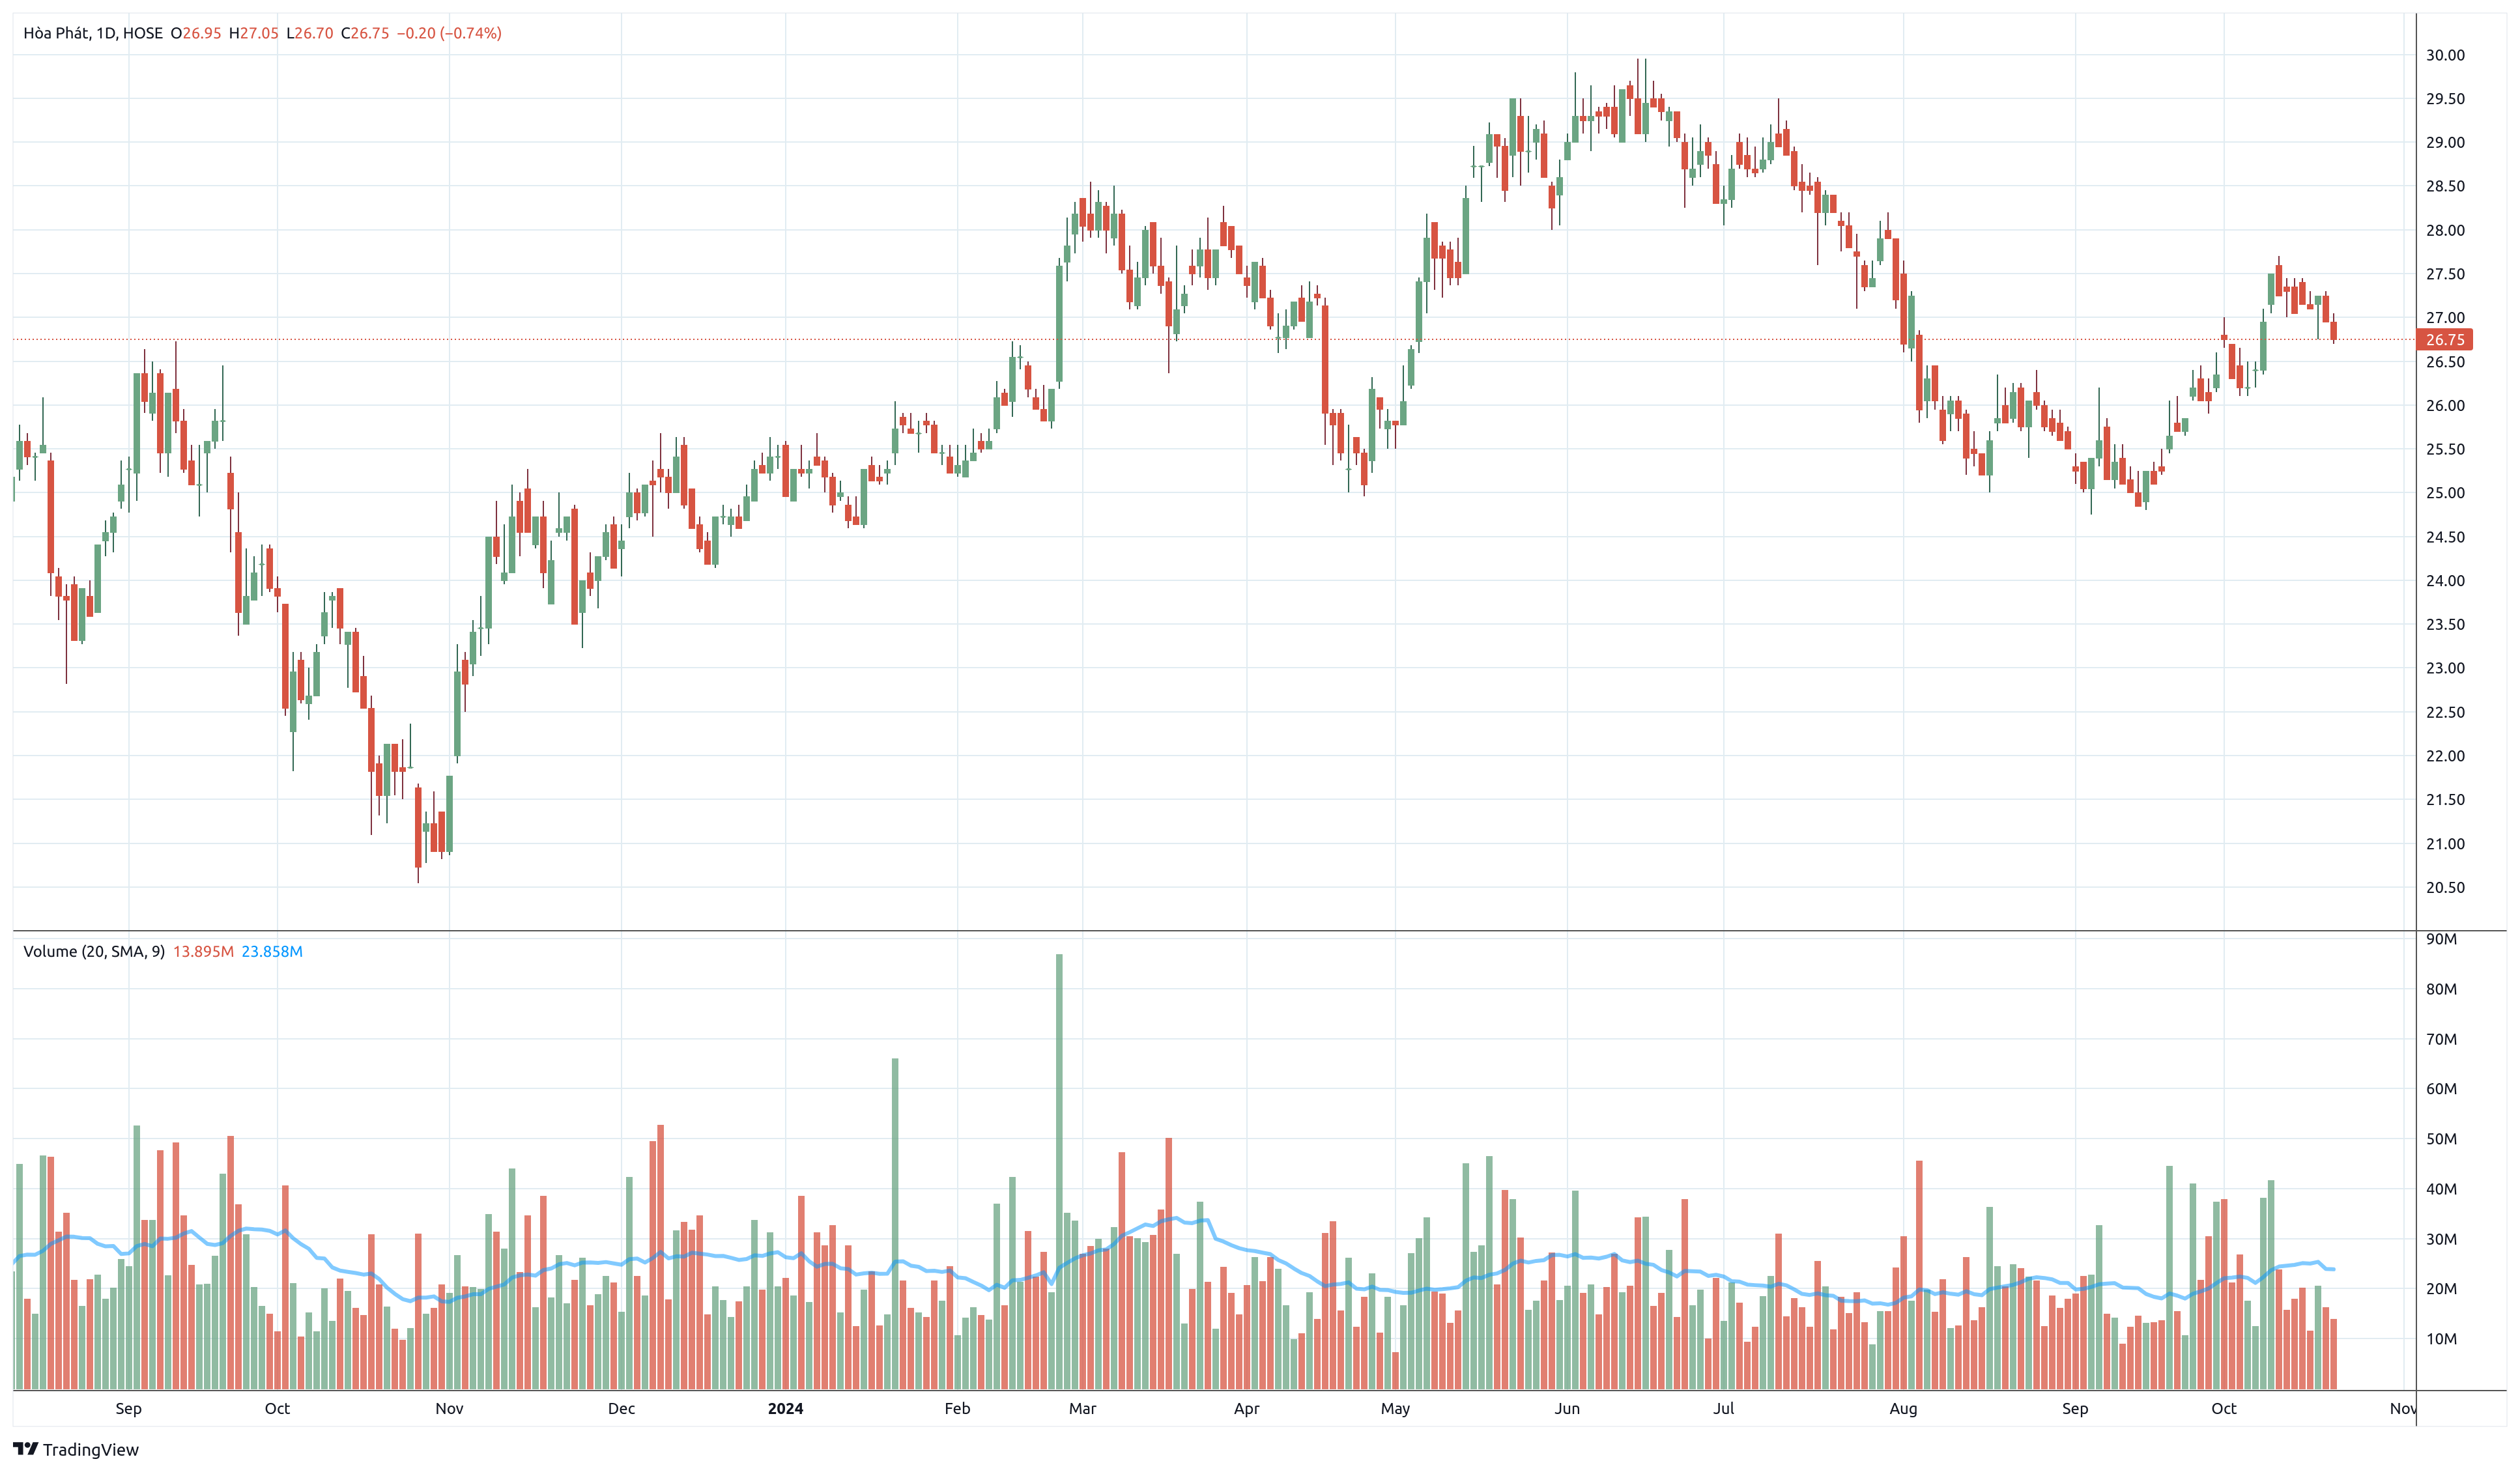 Hòa Phát, 1D, HOSE O26.95 H27.05 L26.70 C26.75 −0.20 (−0.74%)
30.00
29.50
29.00
28.50
28.00
27.50
27.00
26.75
26.50
26.00
25.50
25.00
24.50
24.00
23.50
23.00
22.50
22.00
21.50
21.00
20.50
Volume (20, SMA, 9) 13.895M 23.858M
90M
80M
70M
60M
50M
40M
30M
20M
10M
Sep Oct Nov Dec 2024 Feb Mar Apr May Jun Jul Aug Sep Oct Nov
TradingView